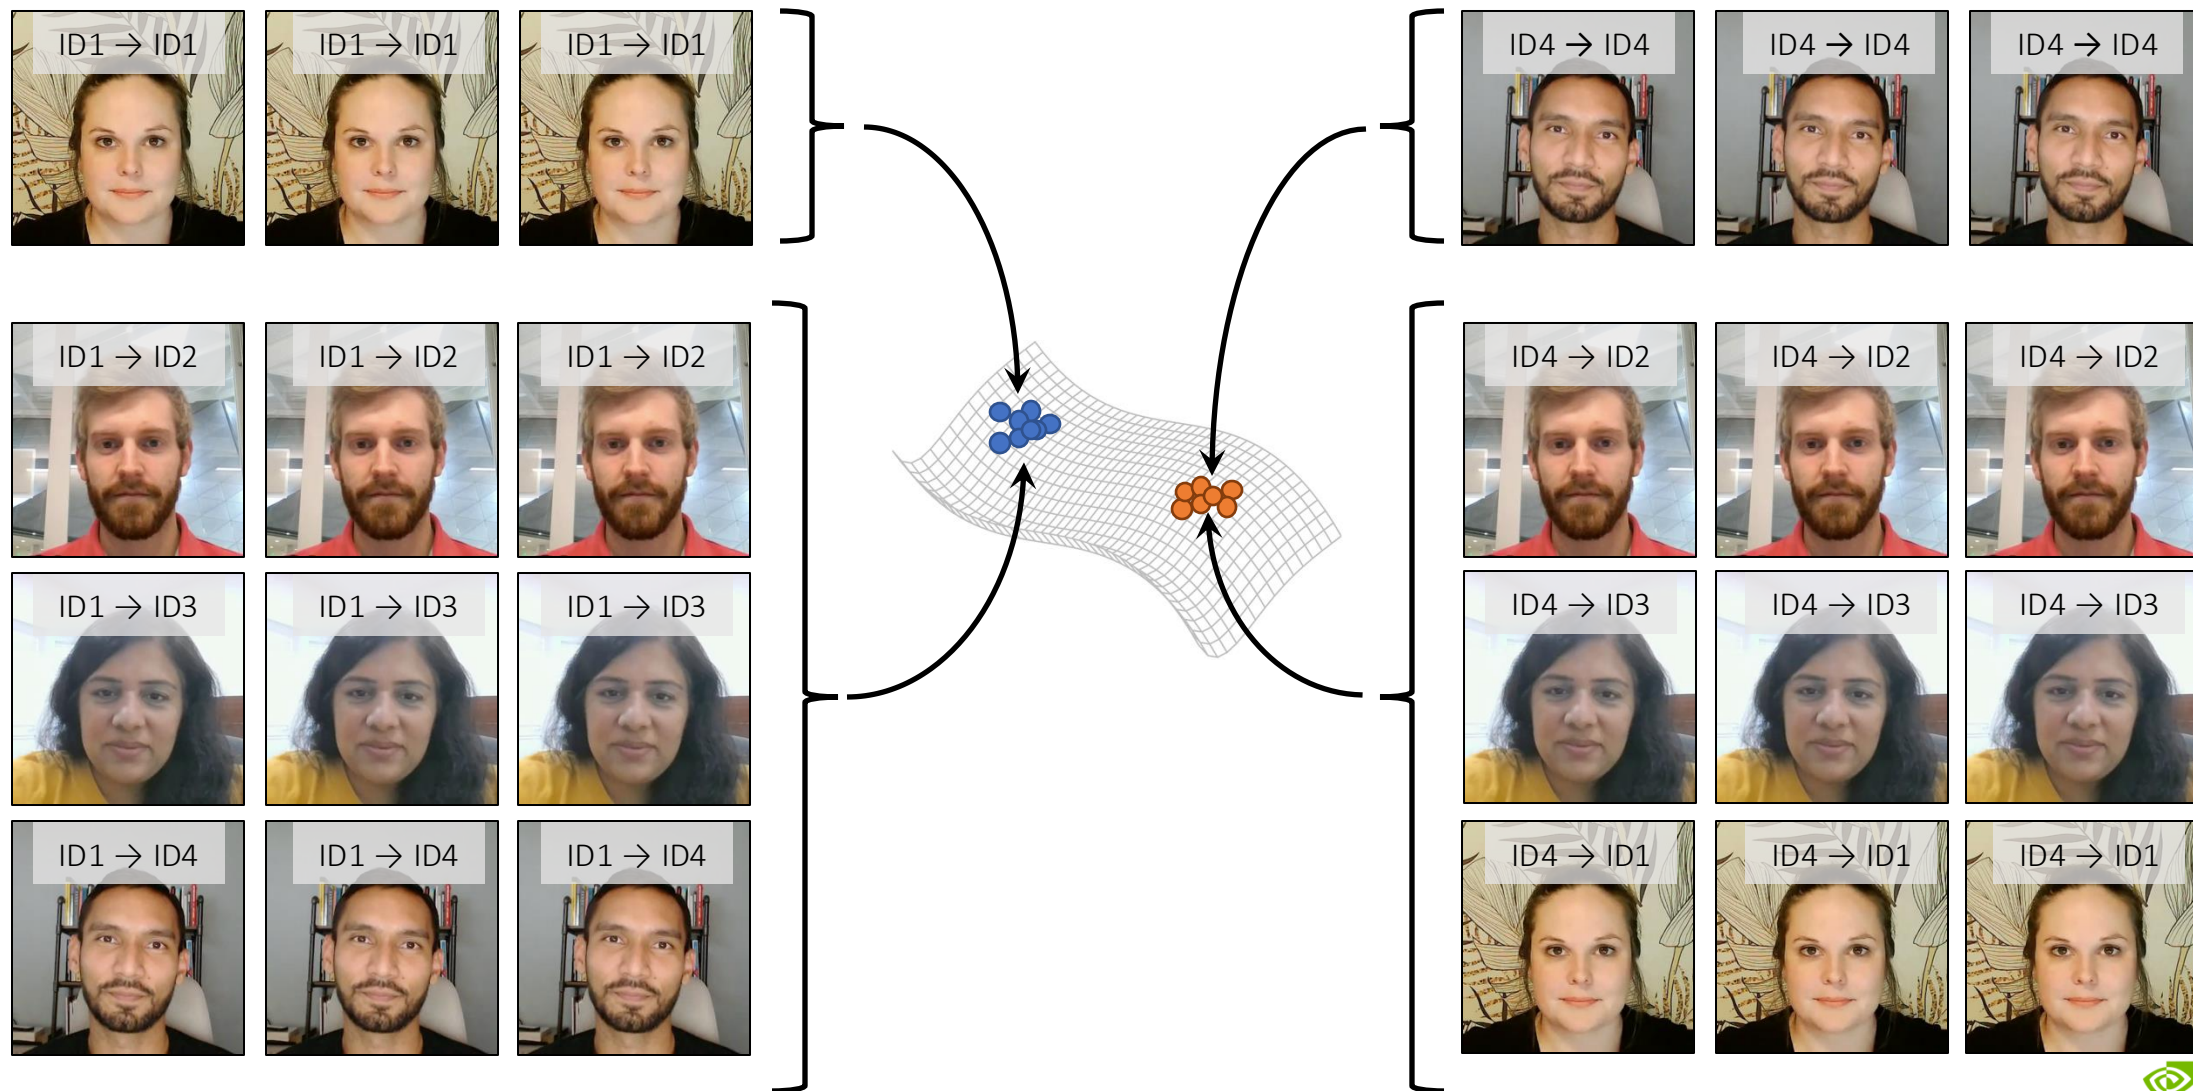 ID1 → ID1
ID1 → ID1
ID1 → ID1
ID4 → ID4
ID4 → ID4
ID4 → ID4
ID1 → ID2
ID1 → ID2
ID1 → ID2
ID4 → ID2
ID4 → ID2
ID4 → ID2
ID1 → ID3
ID1 → ID3
ID1 → ID3
ID4 → ID3
ID4 → ID3
ID4 → ID3
ID1 → ID4
ID1 → ID4
ID1 → ID4
ID4 → ID1
ID4 → ID1
ID4 → ID1